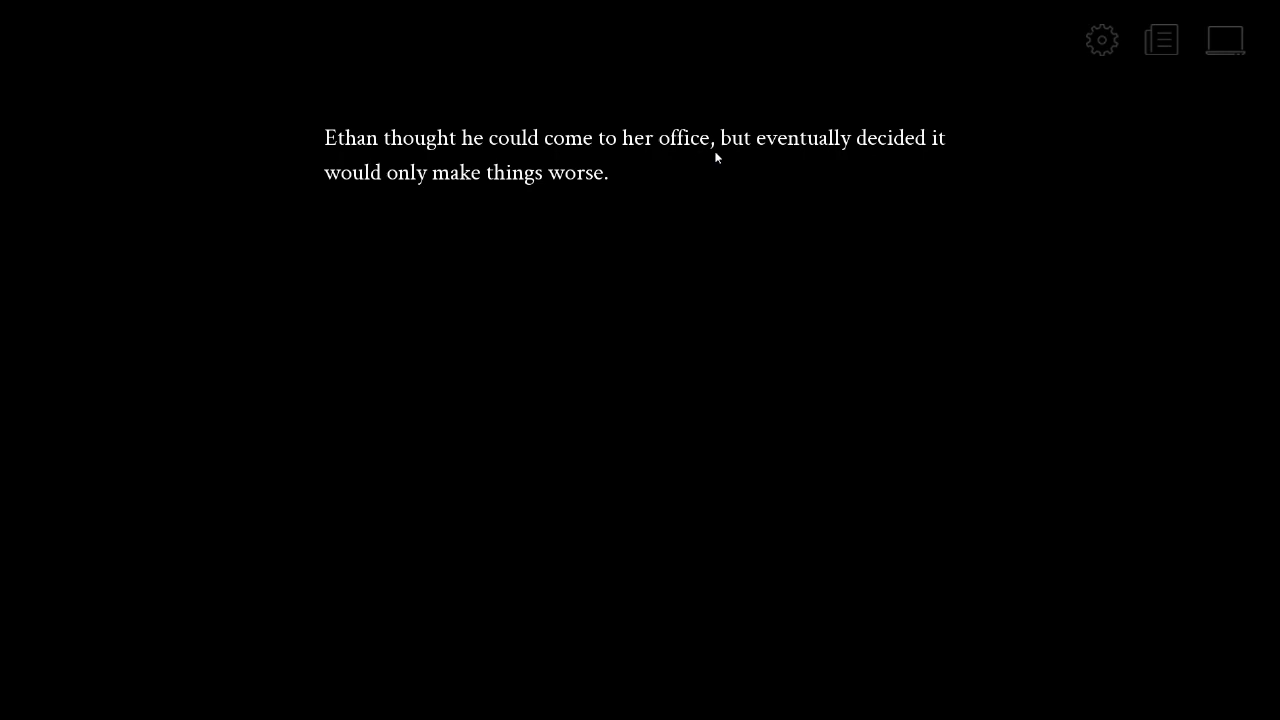 Ethan thought he could come to her office, but eventually decided it
would only make things worse.